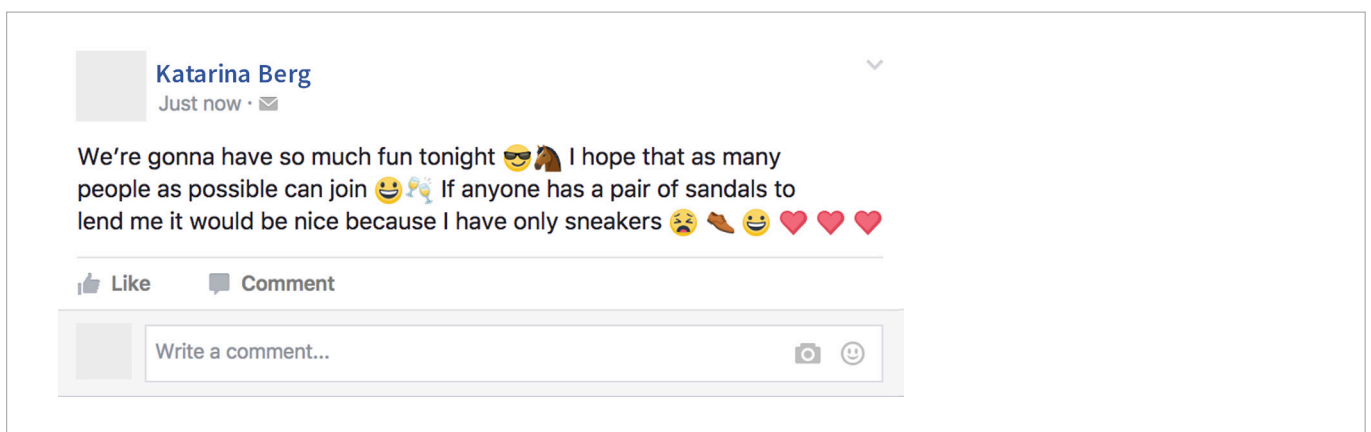 Katarina Berg
Just now ·
We’re gonna have so much fun tonight 😎🐴 I hope that as many
people as possible can join 😀🥂 If anyone has a pair of sandals to
lend me it would be nice because I have only sneakers 😫 👞 😀 ❤️ ❤️ ❤️
Like Comment
Write a comment...